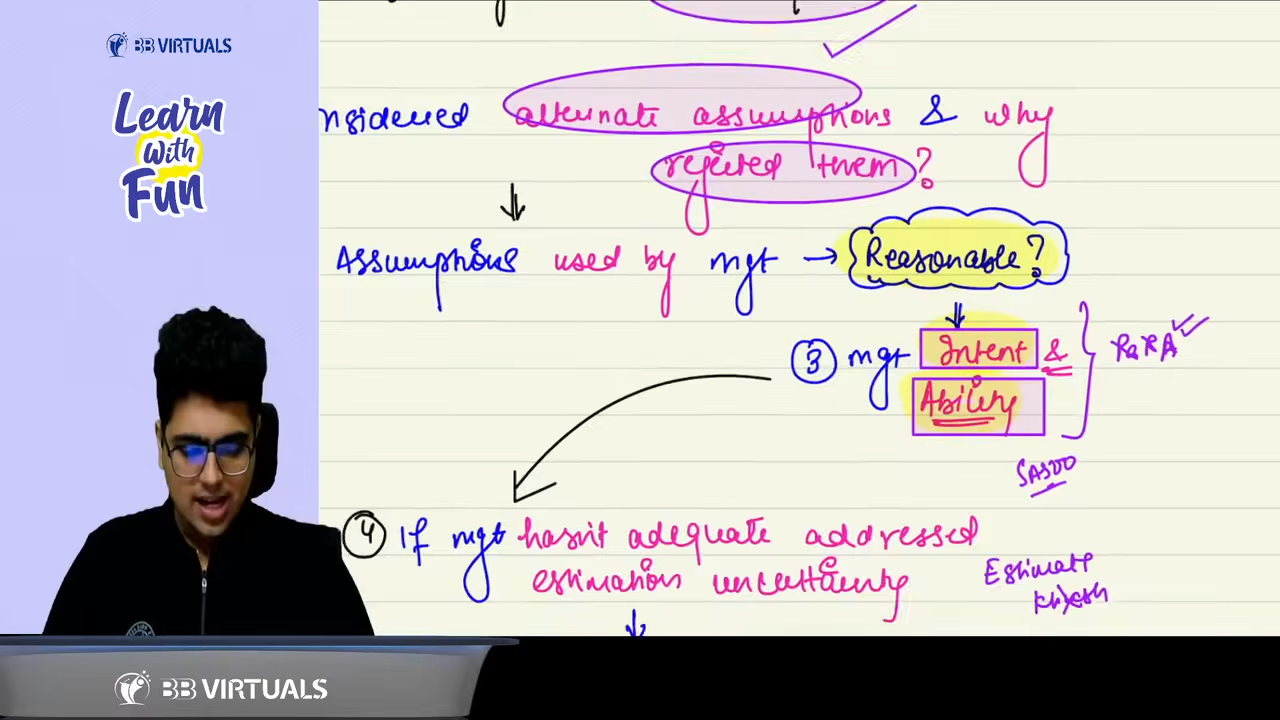 BB VIRTUALS
Learn
With
Fun
nsidered alternate assumptions & why
rejected them?
Assumptions used by mgt → Reasonable?
③ mgt Intent &
Ability
SA500
④ If mgt hasn't adequate addressed
estimation uncertainty
Estimate
BB VIRTUALS